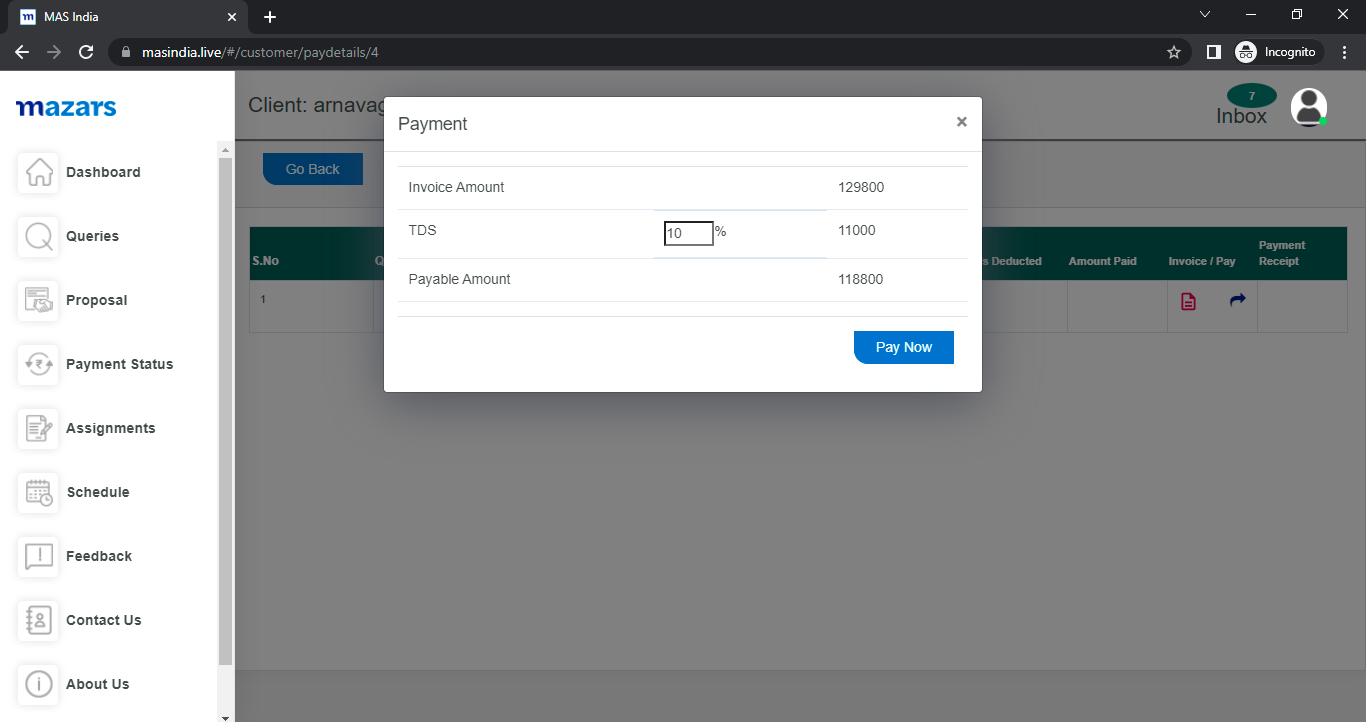 MAS India
masindia.live/#/customer/paydetails/4
Incognito
mazars
Dashboard
Queries
Proposal
Payment Status
Assignments
Schedule
Feedback
Contact Us
About Us
Client:
7
Inbox
Go Back
Payment
×
Invoice Amount 129800
TDS 10 % 11000
Payable Amount 118800
Pay Now
S.No Deducted Amount Paid Invoice / Pay Payment
Receipt
1